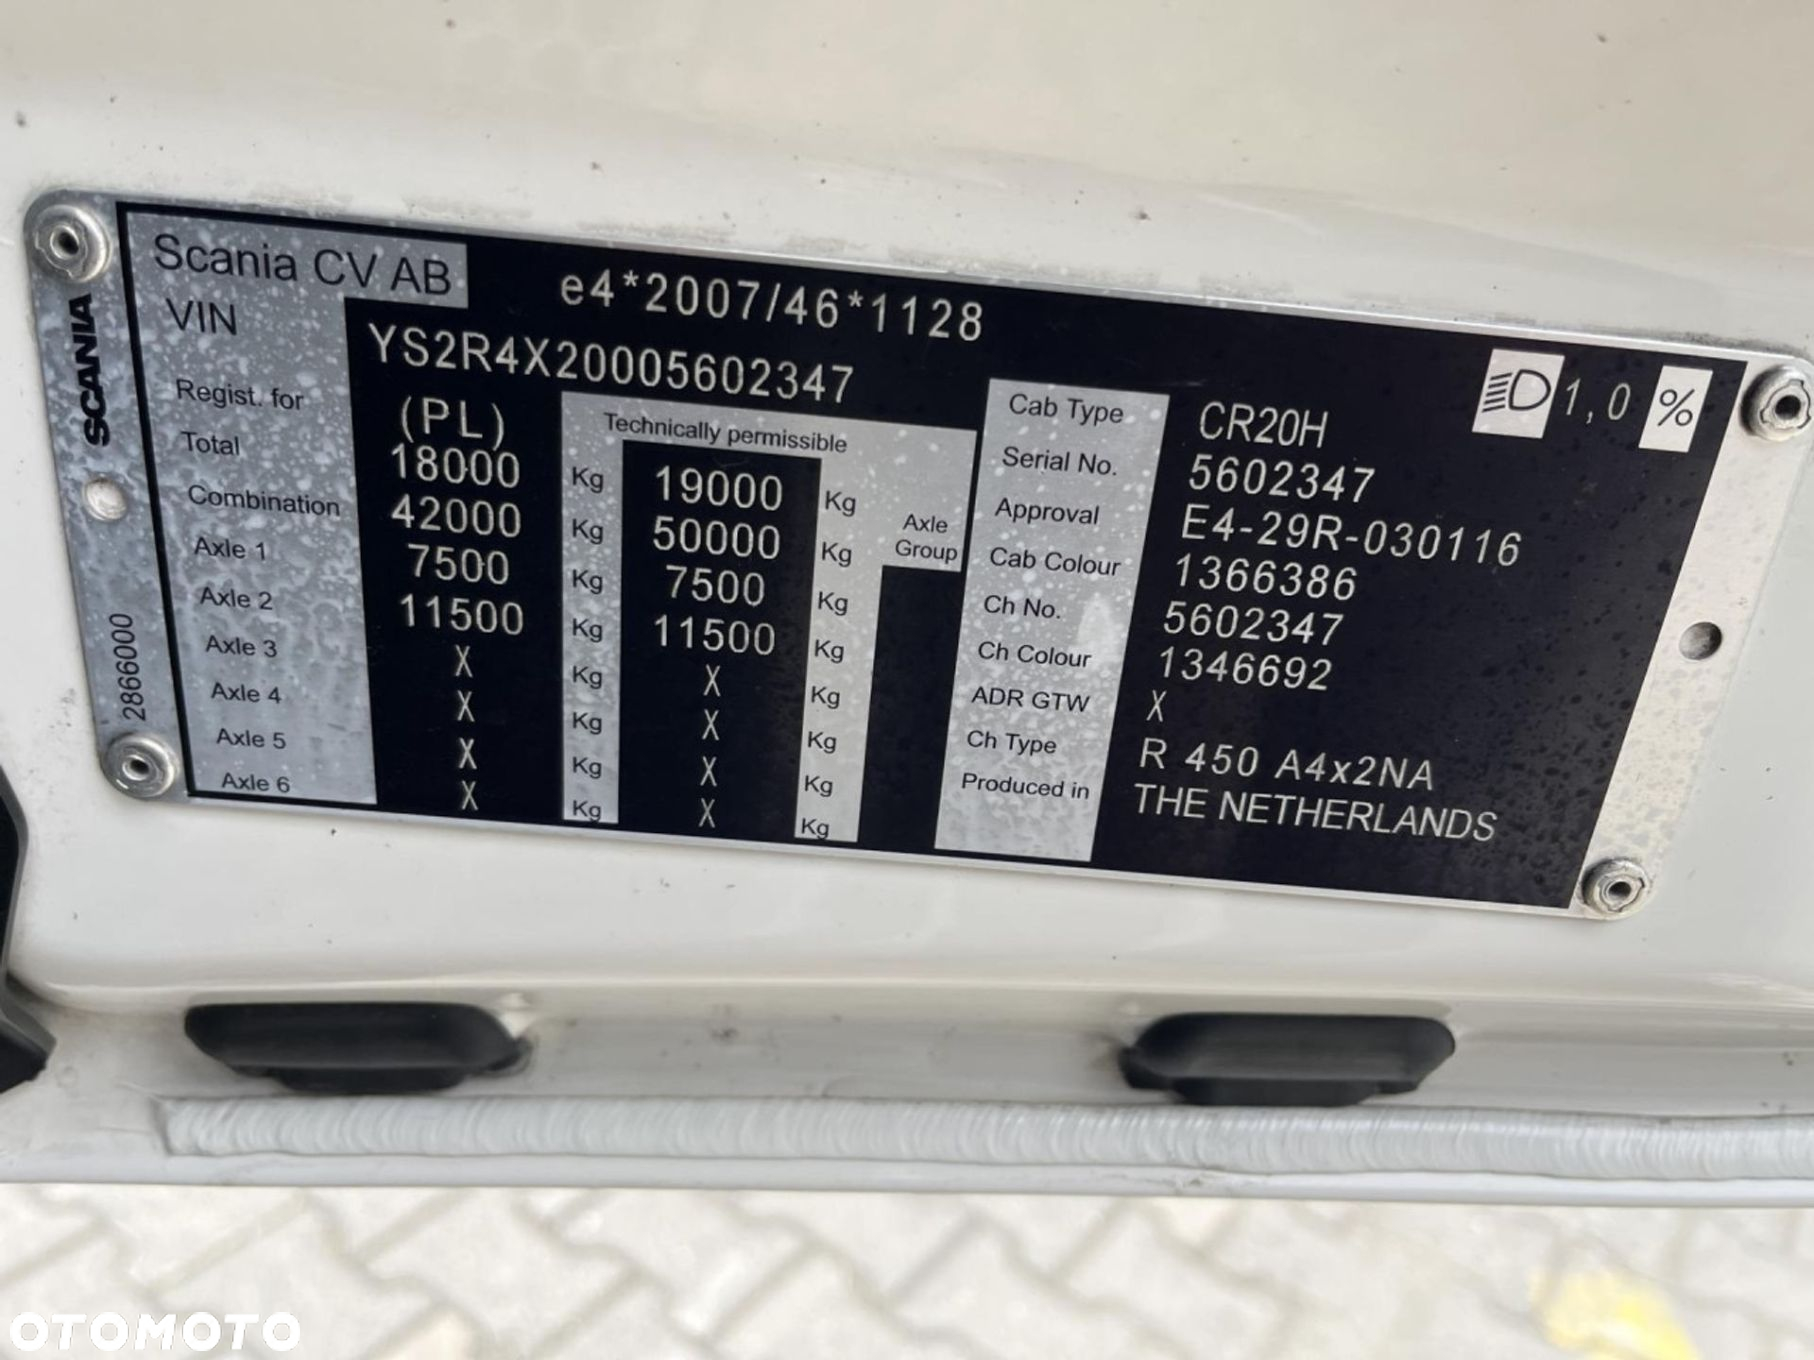 Scania CV AB e4*2007/46*1128
VIN YS2R4X20005602347
Regist. for (PL) Technically permissible
Total 18000 Kg 19000 Kg
Combination 42000 Kg 50000 Kg
Axle 1 7500 Kg 7500 Kg
Axle 2 11500 Kg 11500 Kg
Axle 3 X Kg X Kg
Axle 4 X Kg X Kg
Axle 5 X Kg X Kg
Axle 6 X Kg X Kg
Axle
Group
Cab Type CR20H
Serial No. 5602347
Approval E4-29R-030116
Cab Colour 1366386
Ch No. 5602347
Ch Colour 1346692
ADR GTW X
Ch Type R 450 A4x2NA
Produced in THE NETHERLANDS
1,0 %
SCANIA
2866000
OTOMOTO